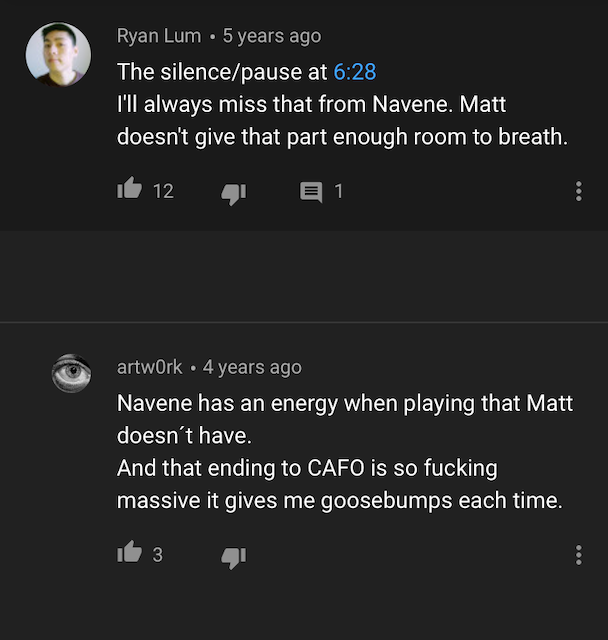 Ryan Lum • 5 years ago
The silence/pause at 6:28
I'll always miss that from Navene. Matt
doesn't give that part enough room to breath.
12 1
artw0rk • 4 years ago
Navene has an energy when playing that Matt
doesn´t have.
And that ending to CAFO is so fucking
massive it gives me goosebumps each time.
3